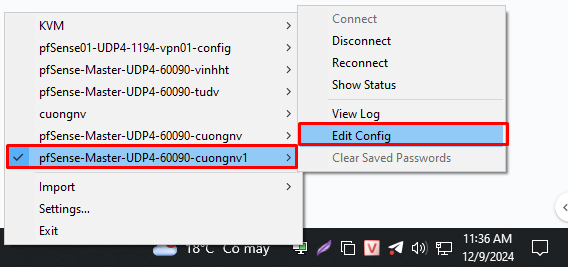 KVM
pfSense01-UDP4-1194-vpn01-config
pfSense-Master-UDP4-60090-vinhht
pfSense-Master-UDP4-60090-tudv
cuongnv
pfSense-Master-UDP4-60090-cuongnv
pfSense-Master-UDP4-60090-cuongnv1
Import
Settings...
Exit
Connect
Disconnect
Reconnect
Show Status
View Log
Edit Config
Clear Saved Passwords
18°C Co may
V
11:36 AM
12/9/2024